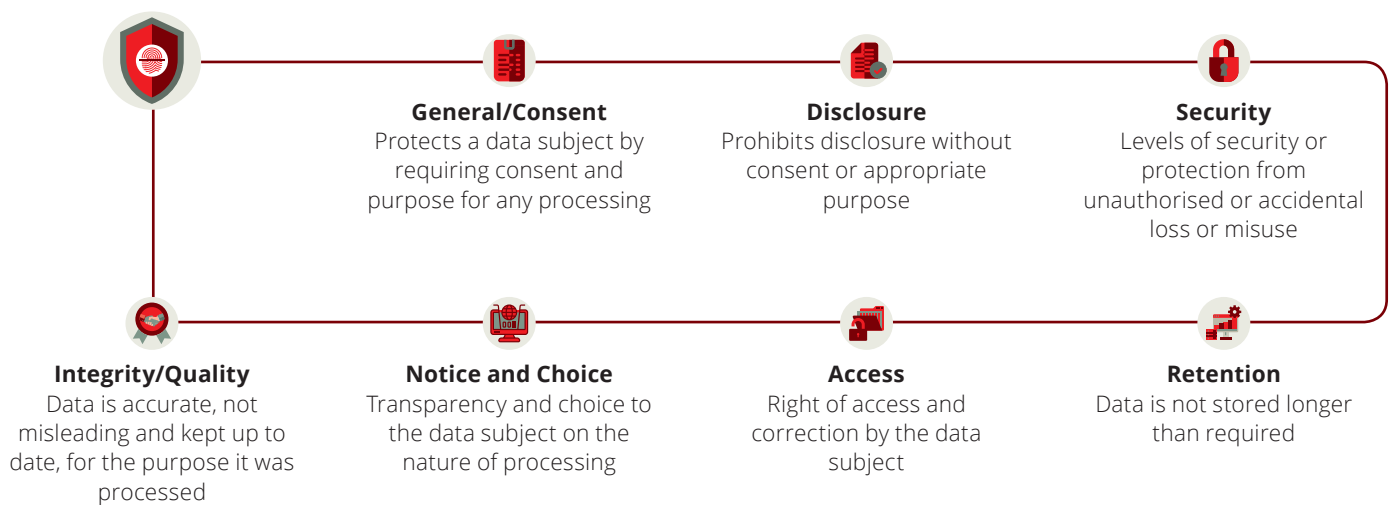 General/Consent
Protects a data subject by
requiring consent and
purpose for any processing
Disclosure
Prohibits disclosure without
consent or appropriate
purpose
Security
Levels of security or
protection from
unauthorised or accidental
loss or misuse
Integrity/Quality
Data is accurate, not
misleading and kept up to
date, for the purpose it was
processed
Notice and Choice
Transparency and choice to
the data subject on the
nature of processing
Access
Right of access and
correction by the data
subject
Retention
Data is not stored longer
than required